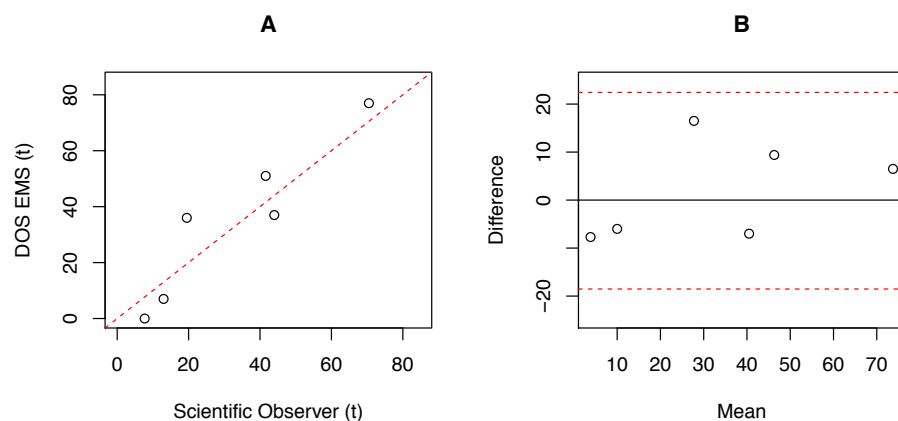 A
DOS EMS (t)
80
60
40
20
0
0 20 40 60 80
Scientific Observer (t)
B
Difference
20
10
0
−20
10 20 30 40 50 60 70
Mean